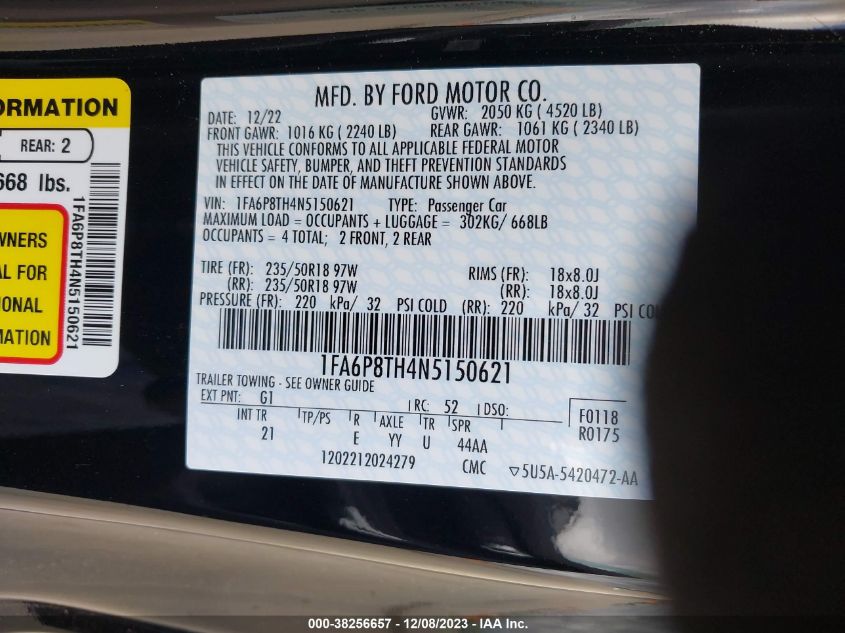 ORMATION
REAR: 2
668 lbs.
WNERS
AL FOR
IONAL
MATION
1FA6P8TH4N5150621
MFD. BY FORD MOTOR CO.
DATE: 12/22 GVWR: 2050 KG ( 4520 LB)
FRONT GAWR: 1016 KG ( 2240 LB) REAR GAWR: 1061 KG ( 2340 LB)
THIS VEHICLE CONFORMS TO ALL APPLICABLE FEDERAL MOTOR
VEHICLE SAFETY, BUMPER, AND THEFT PREVENTION STANDARDS
IN EFFECT ON THE DATE OF MANUFACTURE SHOWN ABOVE.
VIN: 1FA6P8TH4N5150621 TYPE: Passenger Car
MAXIMUM LOAD = OCCUPANTS + LUGGAGE = 302KG/ 668LB
OCCUPANTS = 4 TOTAL; 2 FRONT, 2 REAR
TIRE (FR): 235/50R18 97W RIMS (FR): 18x8.0J
(RR): 235/50R18 97W (RR): 18x8.0J
PRESSURE (FR): 220 kPa/ 32 PSI COLD (RR): 220 kPa/ 32 PSI COL
1FA6P8TH4N5150621
TRAILER TOWING - SEE OWNER GUIDE
EXT PNT: G1 RC: 52 DSO: F0118
INT TR TP/PS R AXLE TR SPR R0175
21 E YY U 44AA
1202212024279 CMC ▽5U5A-5420472-AA
000-38256657 - 12/08/2023 - IAA Inc.